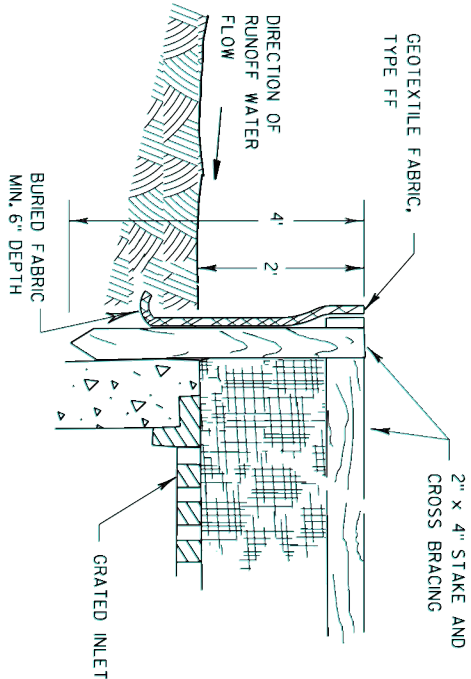 GEOTEXTILE FABRIC,
TYPE FF
2" x 4" STAKE AND
CROSS BRACING
DIRECTION OF
RUNOFF WATER
FLOW
4'
2'
BURIED FABRIC
MIN. 6" DEPTH
GRATED INLET